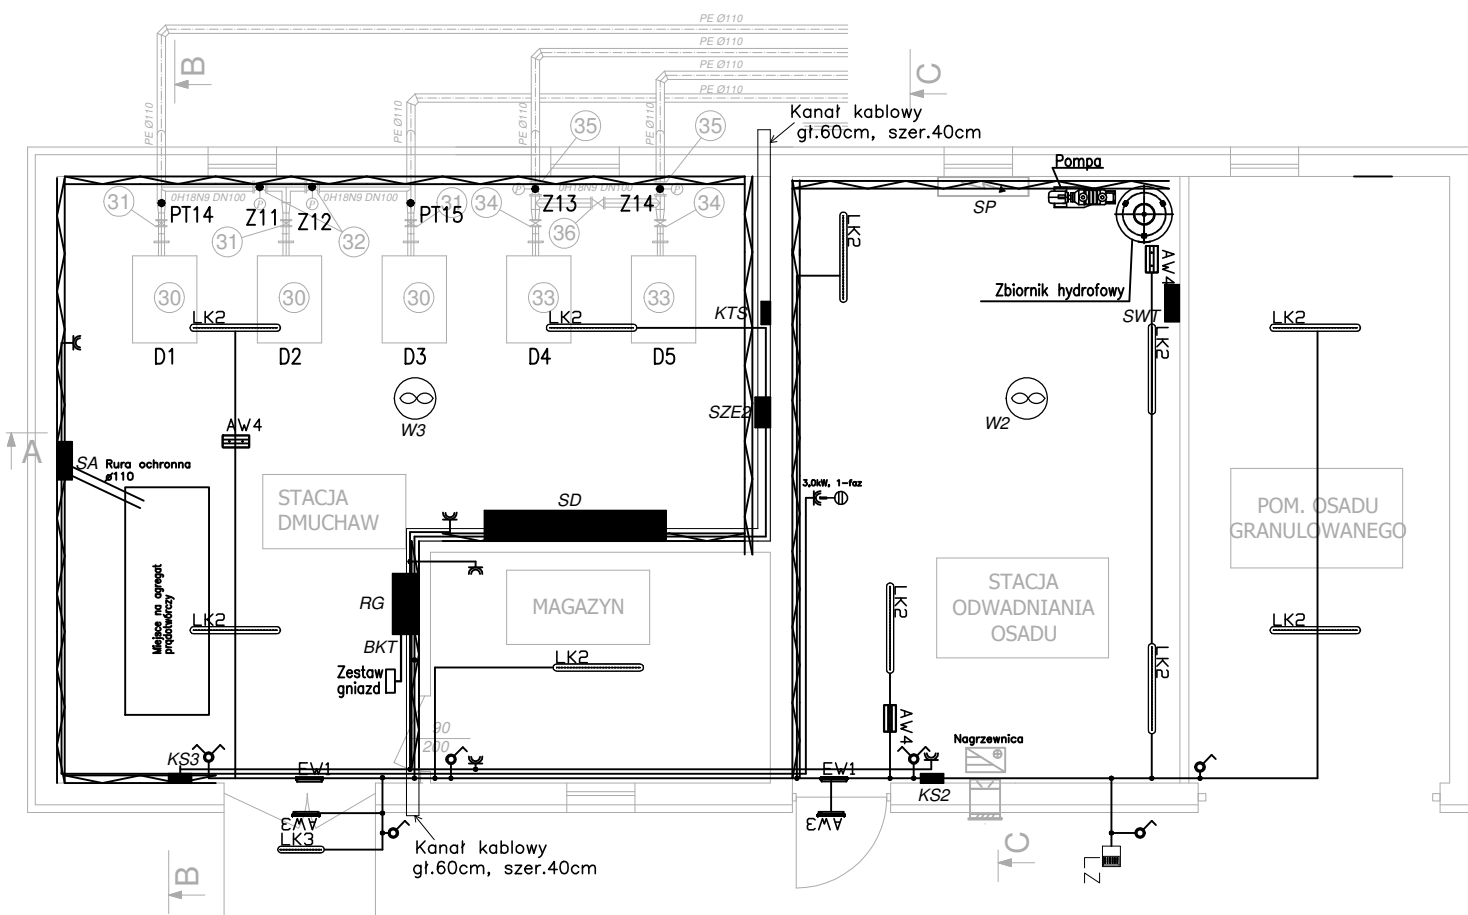 PE Ø110
PE Ø110
PE Ø110
PE Ø110
B
C
Kanał kablowy
gł.60cm, szer.40cm
PE Ø110
PE Ø110
PE Ø110
PE Ø110
35
35
Pompa
0H18N9 DN100
0H18N9 DN100
0H18N9 DN100
P
P
P
P
31
PT14
Z11
Z12
31
PT15
34
Z13
Z14
34
SP
31
32
36
LK2
AW4
30
30
30
33
33
Zbiornik hydrofowy
KTS
SWT
LK2
LK2
LK2
LK2
D1
D2
D3
D4
D5
W3
SZE2
W2
AW4
A
SA
Rura ochronna
ø110
3,0kW, 1-faz
STACJA
DMUCHAW
SD
POM. OSADU
GRANULOWANEGO
Miejsce na agregat
prądotwórczy
RG
MAGAZYN
LK2
STACJA
ODWADNIANIA
OSADU
LK2
LK2
BKT
LK2
LK2
Zestaw
gniazd
90
200
AW4
Nagrzewnica
KS3
EW1
EW1
KS2
AW3
AW3
LK3
Kanał kablowy
gł.60cm, szer.40cm
B
C
LZ